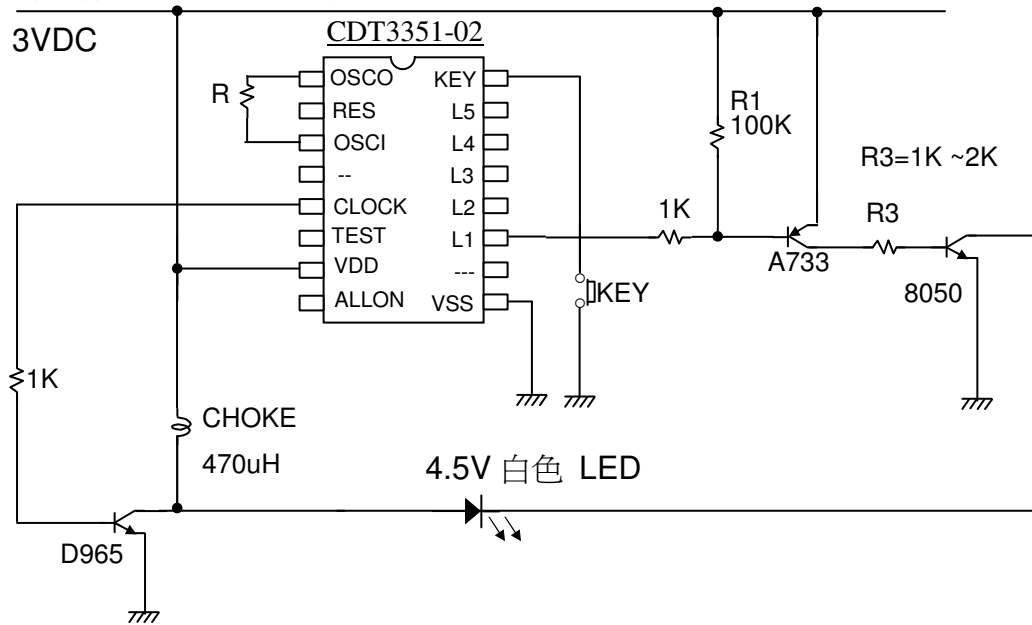 3VDC
CDT3351-02
OSCO
RES
OSCI
--
CLOCK
TEST
VDD
ALLON
KEY
L5
L4
L3
L2
L1
---
VSS
R
R1
100K
R3=1K ~2K
1K
R3
A733
8050
KEY
1K
CHOKE
470uH
4.5V 白色 LED
D965